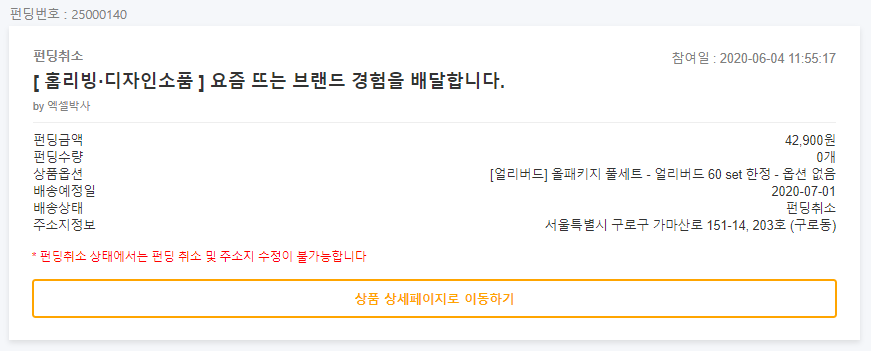 펀딩번호 : 25000140
펀딩취소
참여일 : 2020-06-04 11:55:17
[ 홈리빙·디자인소품 ] 요즘 뜨는 브랜드 경험을 배달합니다.
by 엑셀박사
펀딩금액 42,900원
펀딩수량 0개
상품옵션 [얼리버드] 올패키지 풀세트 - 얼리버드 60 set 한정 - 옵션 없음
배송예정일 2020-07-01
배송상태 펀딩취소
주소지정보 서울특별시 구로구 가마산로 151-14, 203호 (구로동)
* 펀딩취소 상태에서는 펀딩 취소 및 주소지 수정이 불가능합니다
상품 상세페이지로 이동하기